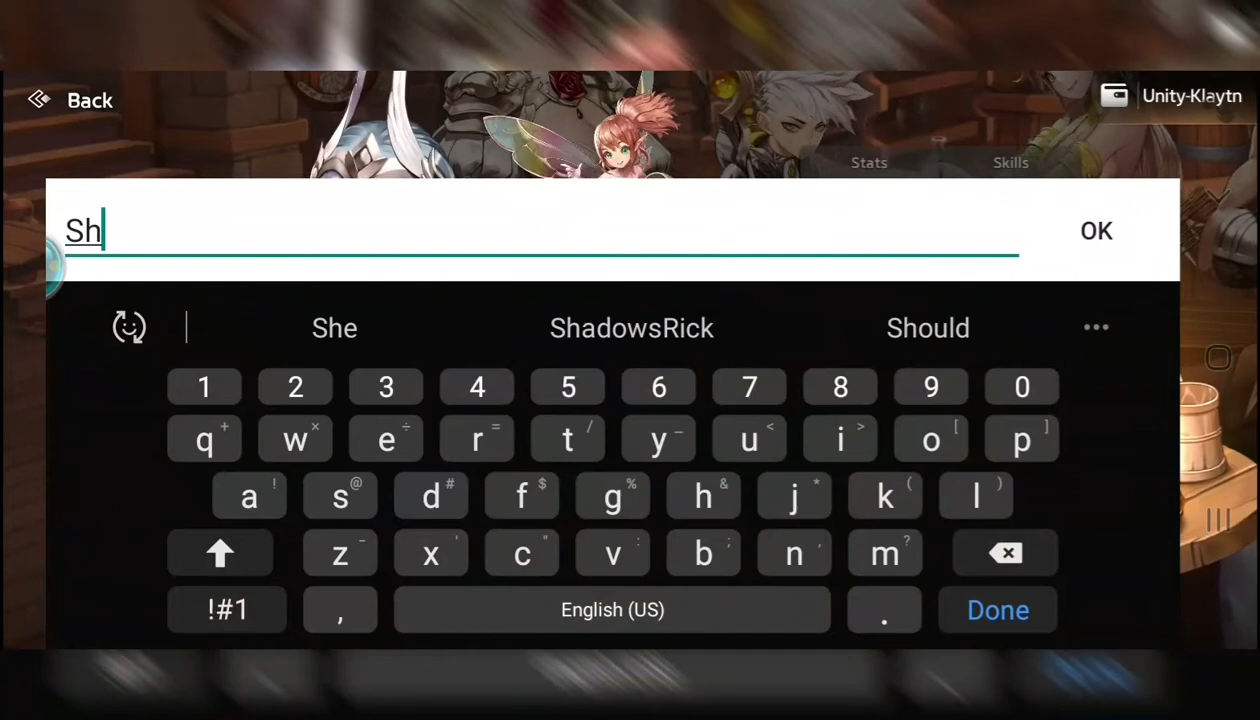 Back
Unity-Klaytn
Stats Skills
Sh
OK
She ShadowsRick Should
1 2 3 4 5 6 7 8 9 0
q + w × e ÷ r = t / y _ u < i > o [ p ]
a ! s @ d # f $ g % h & j * k ( l )
z - x ' c " v : b ; n , m ?
!#1 , English (US) . Done